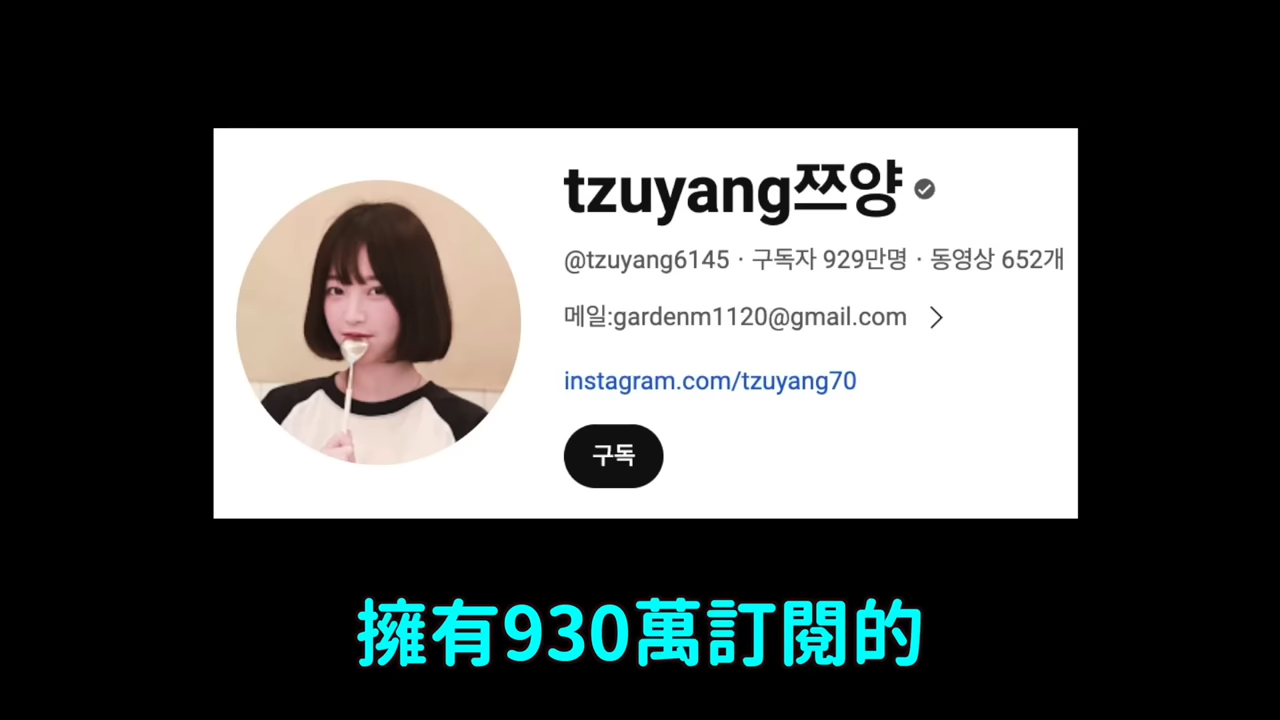 tzuyang쯔양
@tzuyang6145 · 구독자 929만명 · 동영상 652개
메일:gardenm1120@gmail.com
instagram.com/tzuyang70
구독
擁有930萬訂閱的